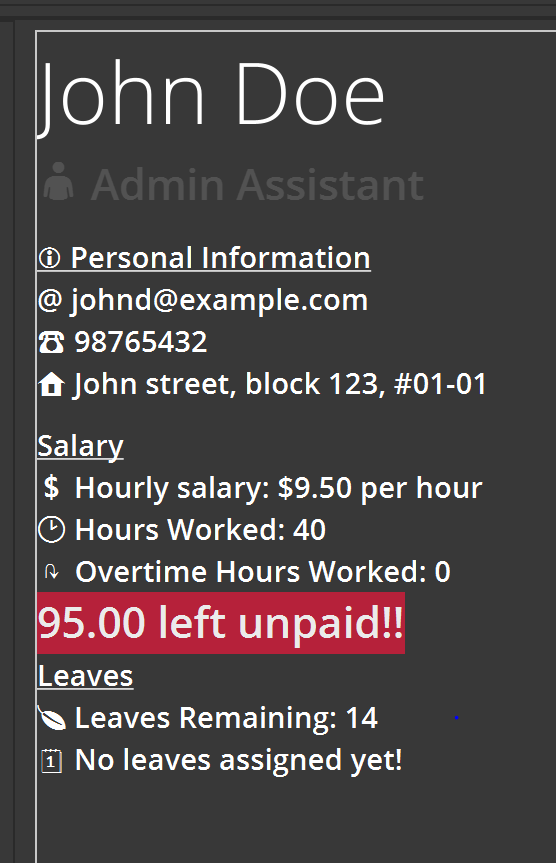 John Doe
Admin Assistant
Personal Information
@ johnd@example.com
98765432
John street, block 123, #01-01
Salary
$ Hourly salary: $9.50 per hour
Hours Worked: 40
Overtime Hours Worked: 0
95.00 left unpaid!!
Leaves
Leaves Remaining: 14
1 No leaves assigned yet!